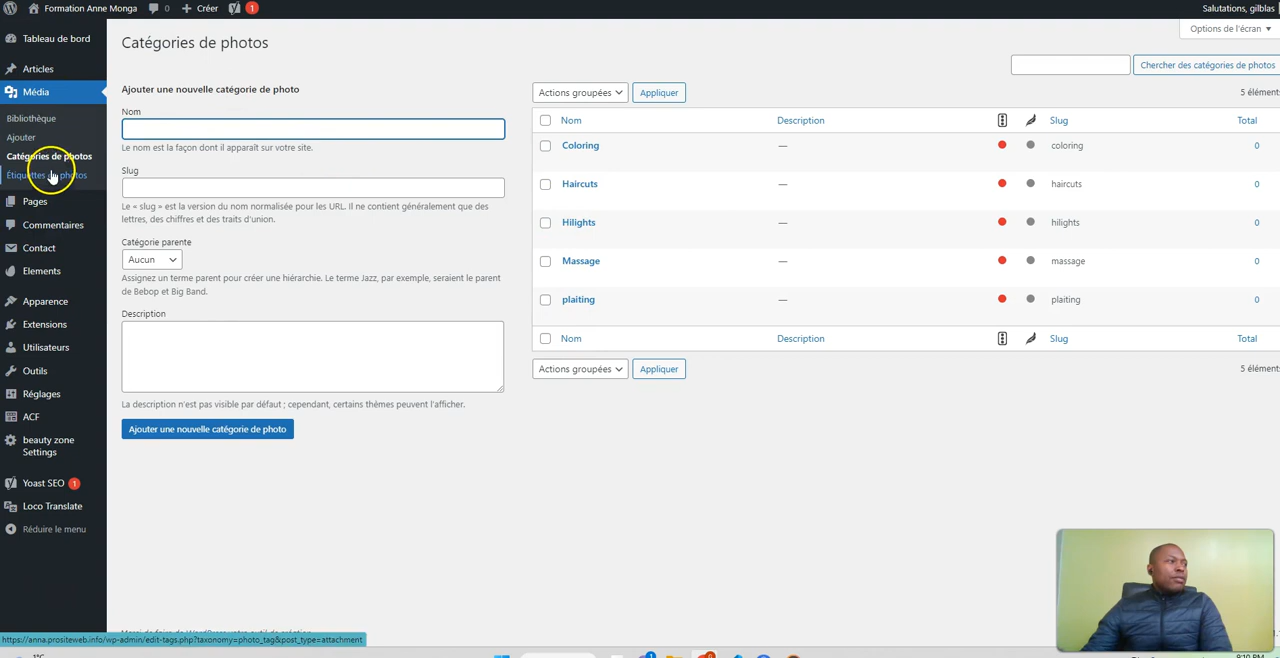 Formation Anne Monga 0 Créer 1 Salutations, gilblas
Options de l'écran
Tableau de bord
Articles
Média
Bibliothèque
Ajouter
Catégories de photos
Étiquettes de photos
Pages
Commentaires
Contact
Elements
Apparence
Extensions
Utilisateurs
Outils
Réglages
ACF
beauty zone
Settings
Yoast SEO 1
Loco Translate
Réduire le menu
Catégories de photos
Chercher des catégories de photos
Ajouter une nouvelle catégorie de photo
Nom
Le nom est la façon dont il apparaît sur votre site.
Slug
Le « slug » est la version du nom normalisée pour les URL. Il ne contient généralement que des
lettres, des chiffres et des traits d'union.
Catégorie parente
Aucun
Assignez un terme parent pour créer une hiérarchie. Le terme Jazz, par exemple, seraient le parent
de Bebop et Big Band.
Description
La description n'est pas visible par défaut ; cependant, certains thèmes peuvent l'afficher.
Ajouter une nouvelle catégorie de photo
Actions groupées Appliquer 5 élément
Nom Description Slug Total
Coloring — coloring 0
Haircuts — haircuts 0
Hilights — hilights 0
Massage — massage 0
plaiting — plaiting 0
Nom Description Slug Total
Actions groupées Appliquer 5 élément
https://anna.prositeweb.info/wp-admin/edit-tags.php?taxonomy=photo_tag&post_type=attachment
1°C
9:10 PM